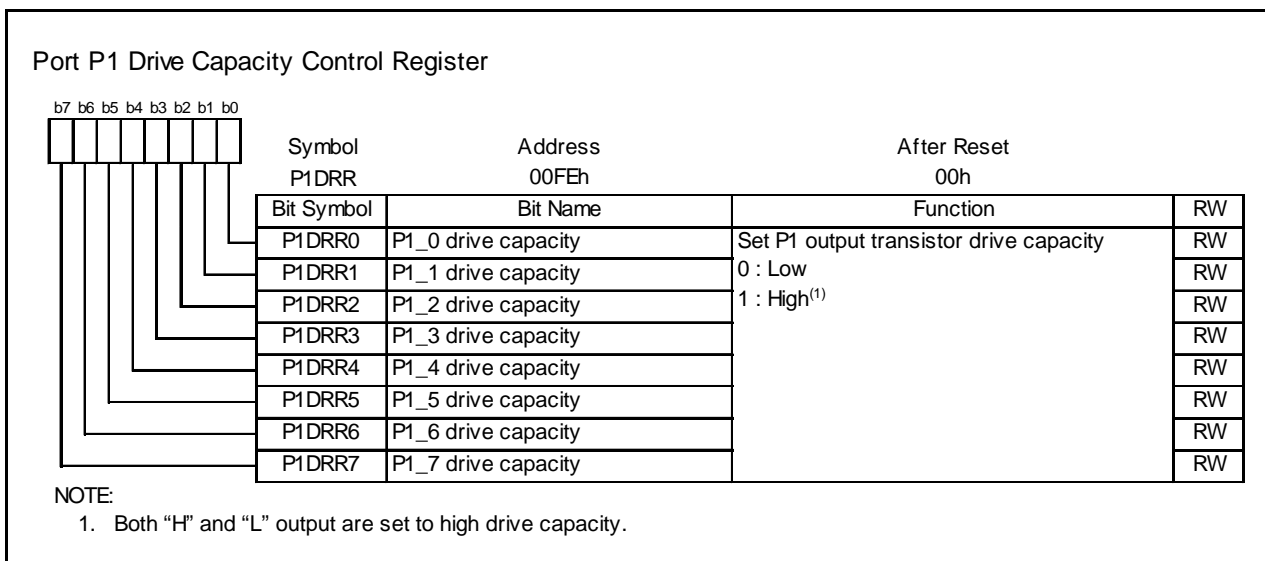 Port P1 Drive Capacity Control Register
b7 b6 b5 b4 b3 b2 b1 b0
Symbol Address After Reset
P1DRR 00FEh 00h
Bit Symbol Bit Name Function RW
P1DRR0 P1_0 drive capacity Set P1 output transistor drive capacity RW
P1DRR1 P1_1 drive capacity 0 : Low RW
P1DRR2 P1_2 drive capacity 1 : High(1) RW
P1DRR3 P1_3 drive capacity RW
P1DRR4 P1_4 drive capacity RW
P1DRR5 P1_5 drive capacity RW
P1DRR6 P1_6 drive capacity RW
P1DRR7 P1_7 drive capacity RW
NOTE:
1. Both “H” and “L” output are set to high drive capacity.